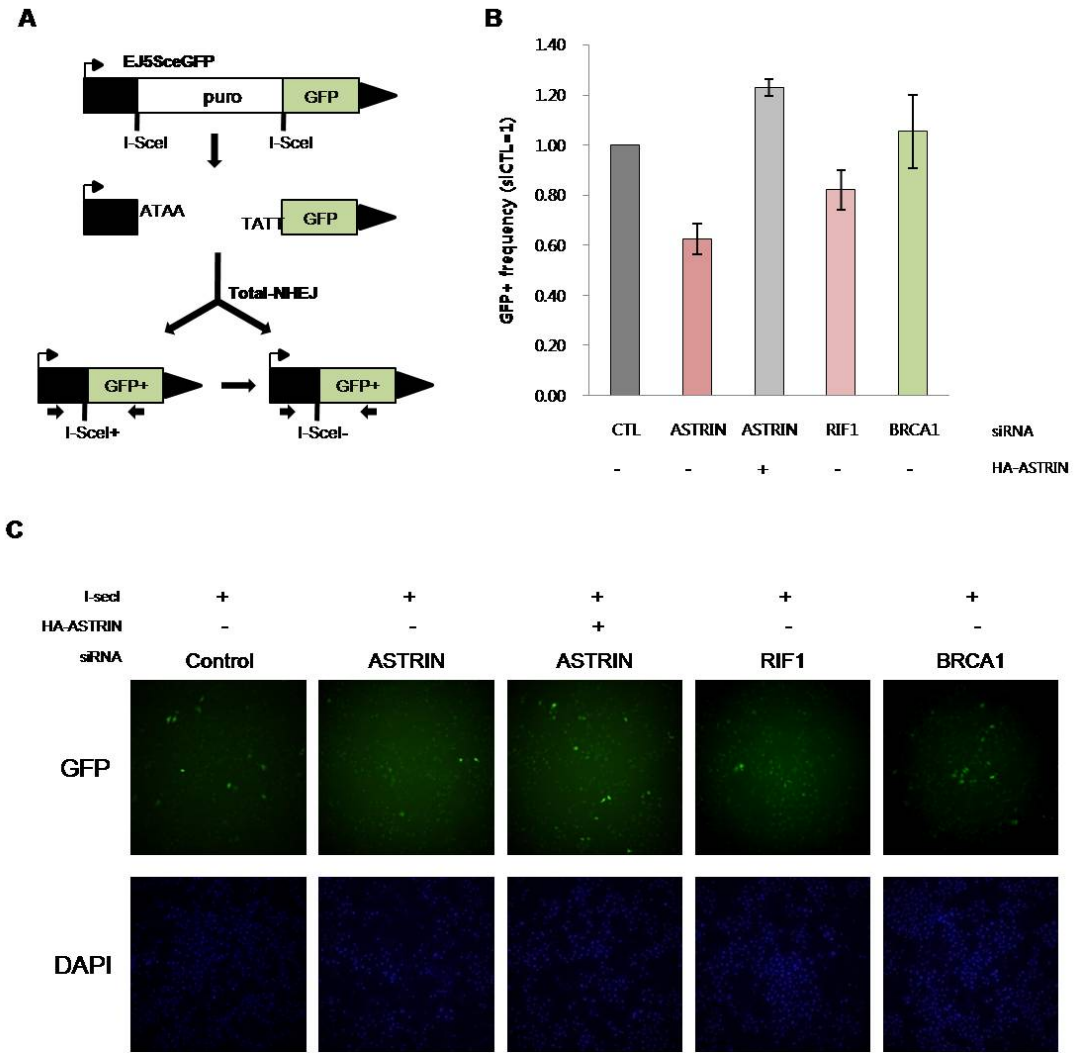 A
EJ5SceGFP
puro
GFP
I-SceI
I-SceI
ATAA
TATT
GFP
Total-NHEJ
GFP+
GFP+
I-SceI+
I-SceI-
B
GFP+ frequency (siCTL=1)
1.40
1.20
1.00
0.80
0.60
0.40
0.20
0.00
CTL ASTRIN ASTRIN RIF1 BRCA1 siRNA
- - + - - HA-ASTRIN
C
I-secI + + + + +
HA-ASTRIN - - + - -
siRNA Control ASTRIN ASTRIN RIF1 BRCA1
GFP
DAPI